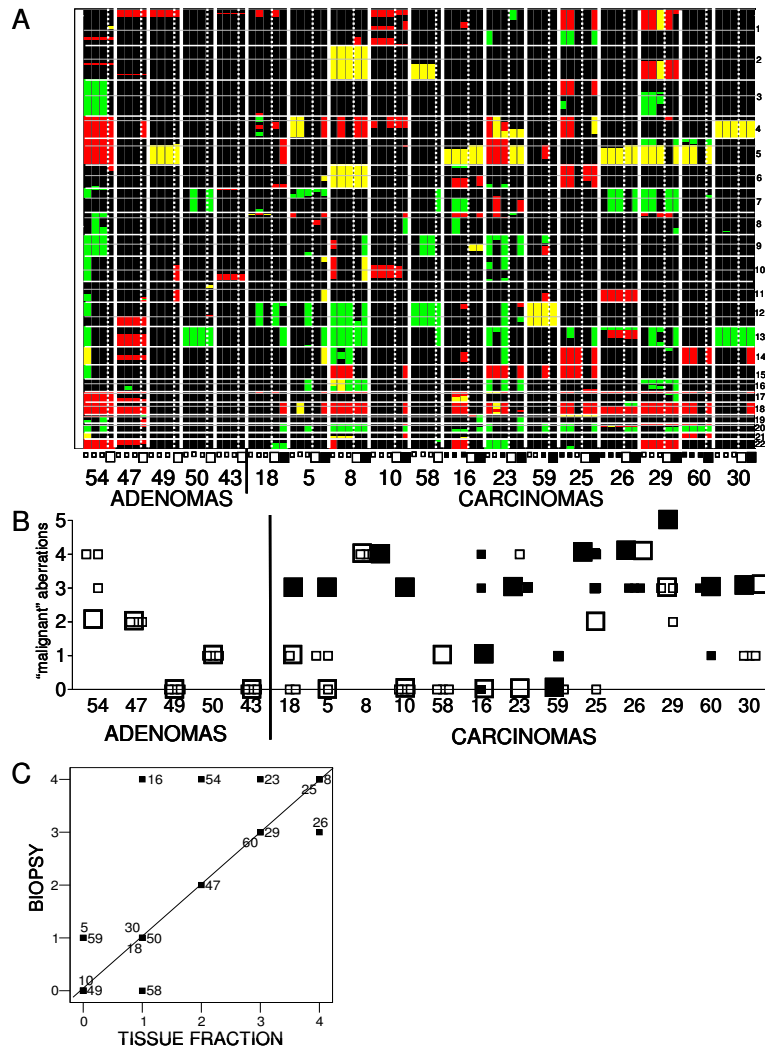 A
1
2
3
4
5
6
7
8
9
10
11
12
13
14
15
16
17
18
19
20
21
22
54 47 49 50 43 18 5 8 10 58 16 23 59 25 26 29 60 30
ADENOMAS CARCINOMAS
B
"malignant" aberrations
5
4
3
2
1
0
54 47 49 50 43 18 5 8 10 58 16 23 59 25 26 29 60 30
ADENOMAS CARCINOMAS
C
BIOPSY
4 16 54 23 8
25
26
3 29
60
2 47
5 30
1 59 50
18
10
0 49 58
0 1 2 3 4
TISSUE FRACTION